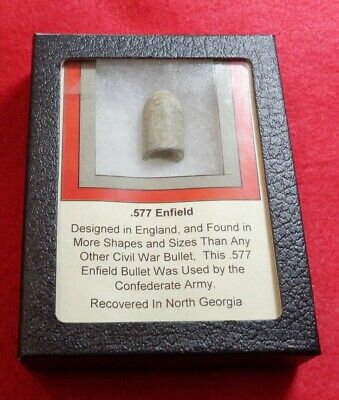 .577 Enfield
Designed in England, and Found in
More Shapes and Sizes Than Any
Other Civil War Bullet,  This .577
Enfield Bullet Was Used by the
Confederate Army.
Recovered In North Georgia